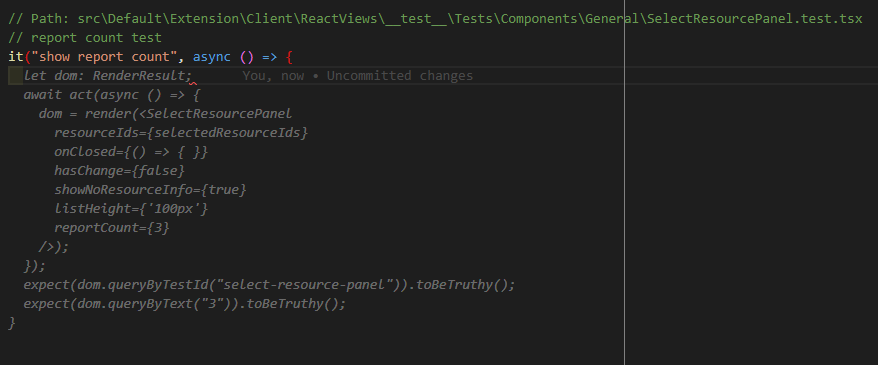 // Path: src\Default\Extension\Client\ReactViews\__test__\Tests\Components\General\SelectResourcePanel.test.tsx
// report count test
it("show report count", async () => {
let dom: RenderResult; You, now • Uncommitted changes
await act(async () => {
dom = render(<SelectResourcePanel
resourceIds={selectedResourceIds}
onClosed={() => { }}
hasChange={false}
showNoResourceInfo={true}
listHeight={'100px'}
reportCount={3}
/>);
});
expect(dom.queryByTestId("select-resource-panel")).toBeTruthy();
expect(dom.queryByText("3")).toBeTruthy();
}